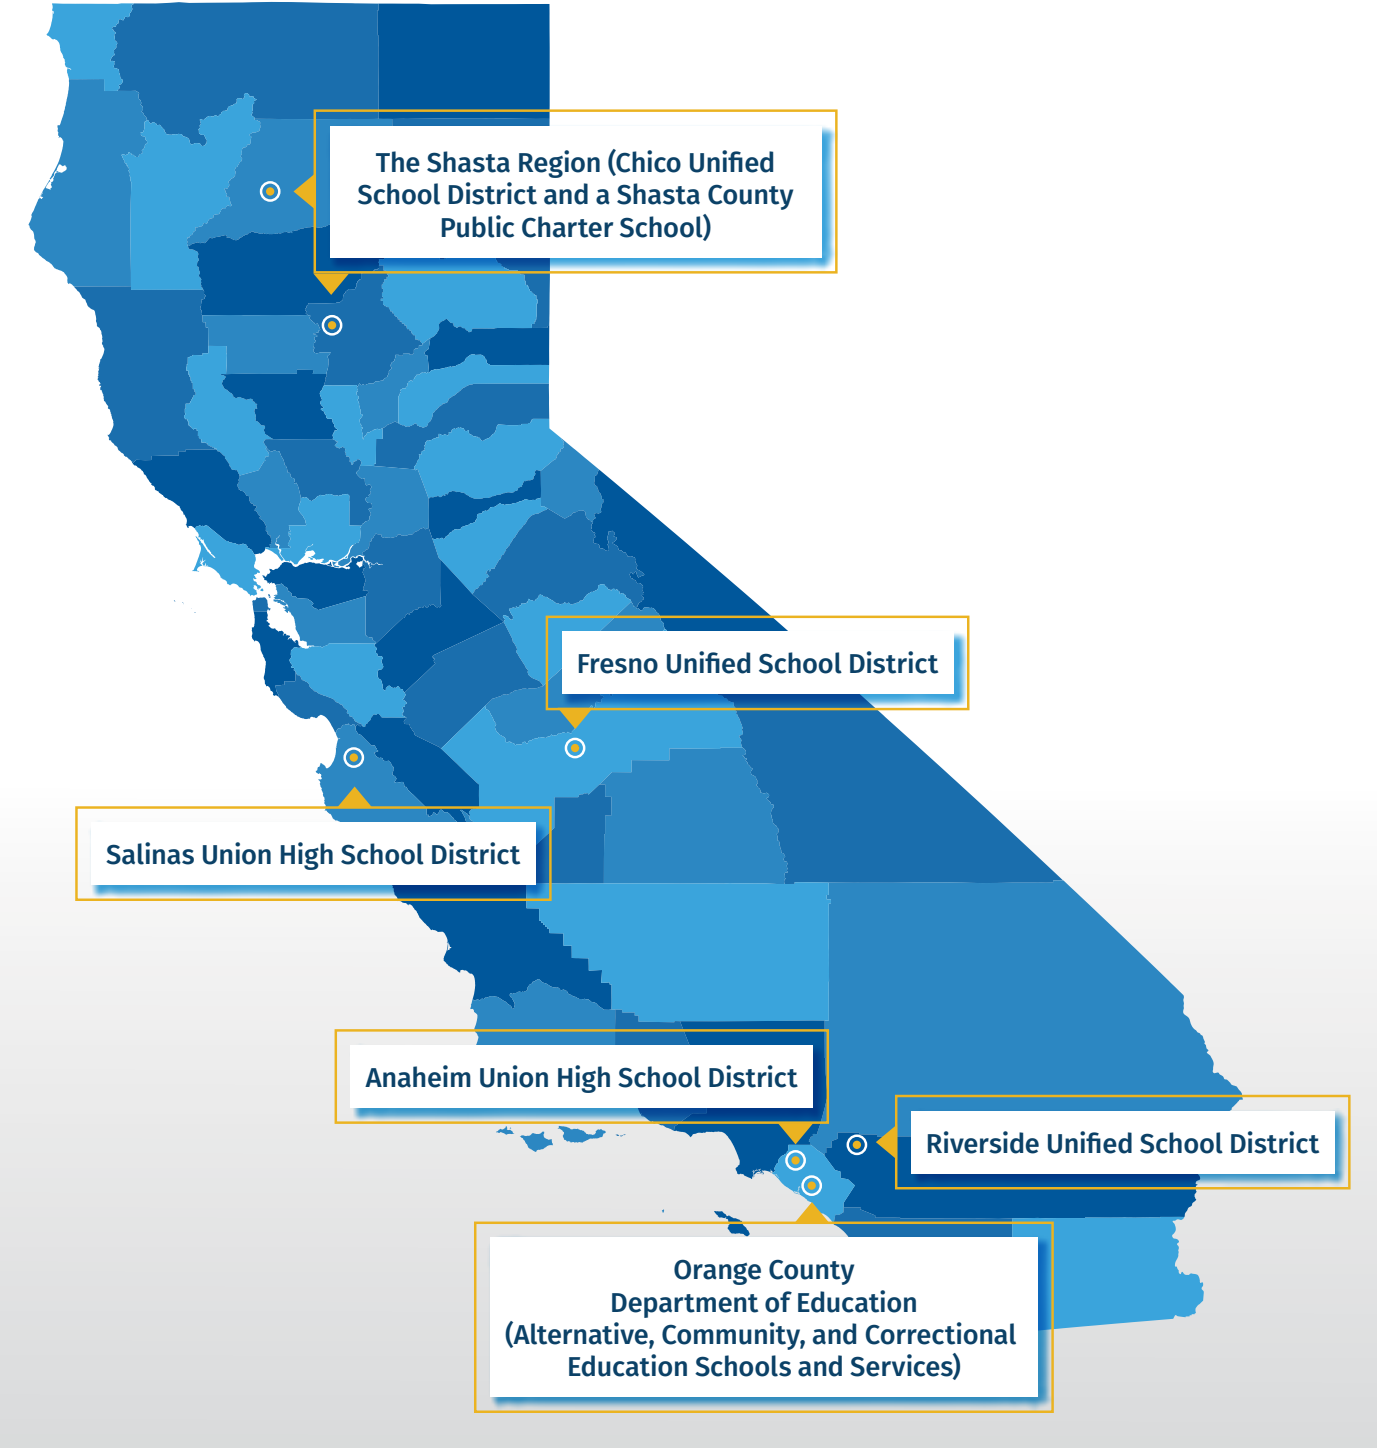 The Shasta Region (Chico Unified
School District and a Shasta County
Public Charter School)
Fresno Unified School District
Salinas Union High School District
Anaheim Union High School District
Riverside Unified School District
Orange County
Department of Education
(Alternative, Community, and Correctional
Education Schools and Services)